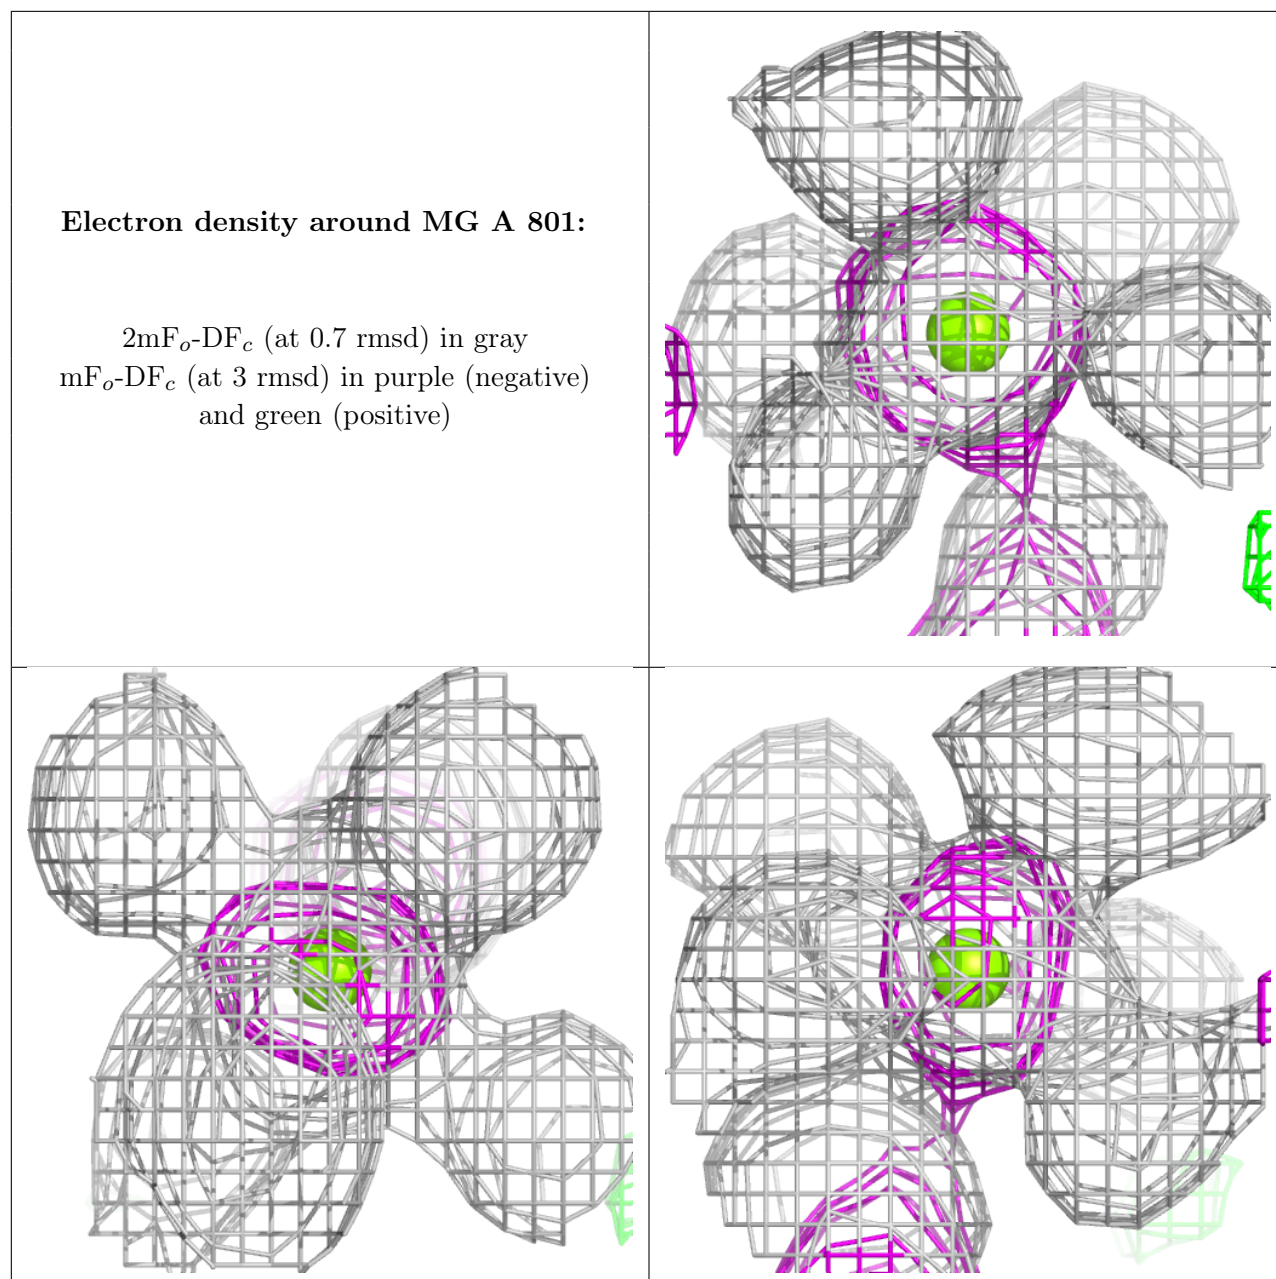 Electron density around MG A 801:
2mFo-DFc (at 0.7 rmsd) in gray
mFo-DFc (at 3 rmsd) in purple (negative)
and green (positive)